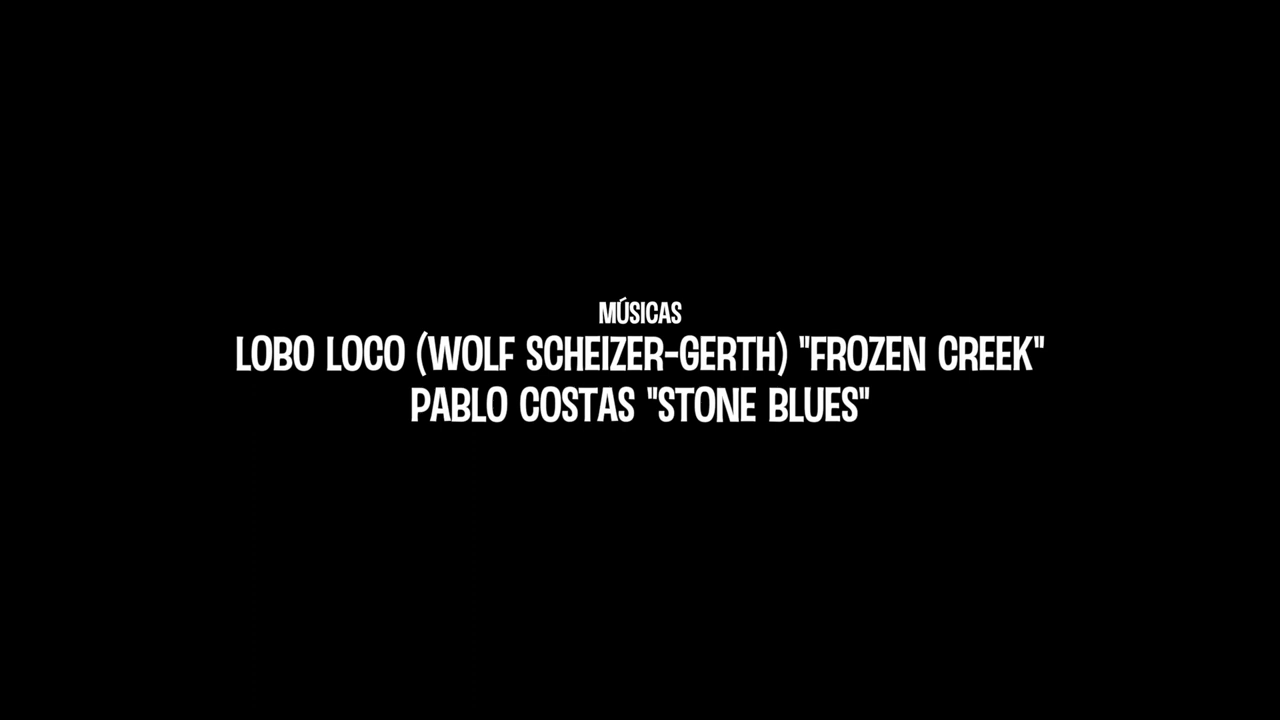 MÚSICAS
LOBO LOCO (WOLF SCHEIZER-GERTH) "FROZEN CREEK"
PABLO COSTAS "STONE BLUES"